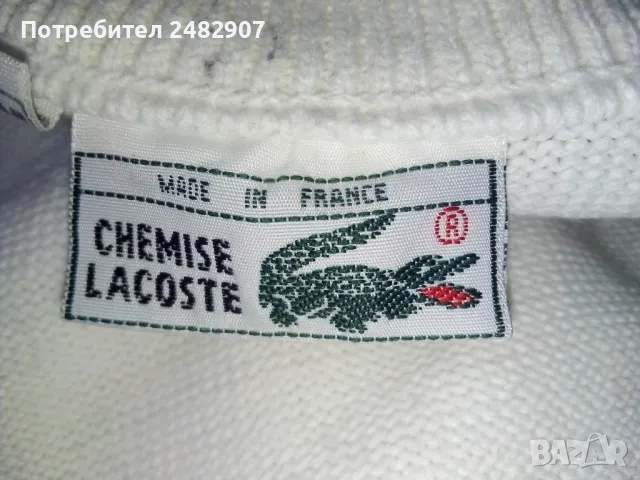 Потребител 2482907
MADE IN FRANCE
CHEMISE
LACOSTE
®
BAZAR